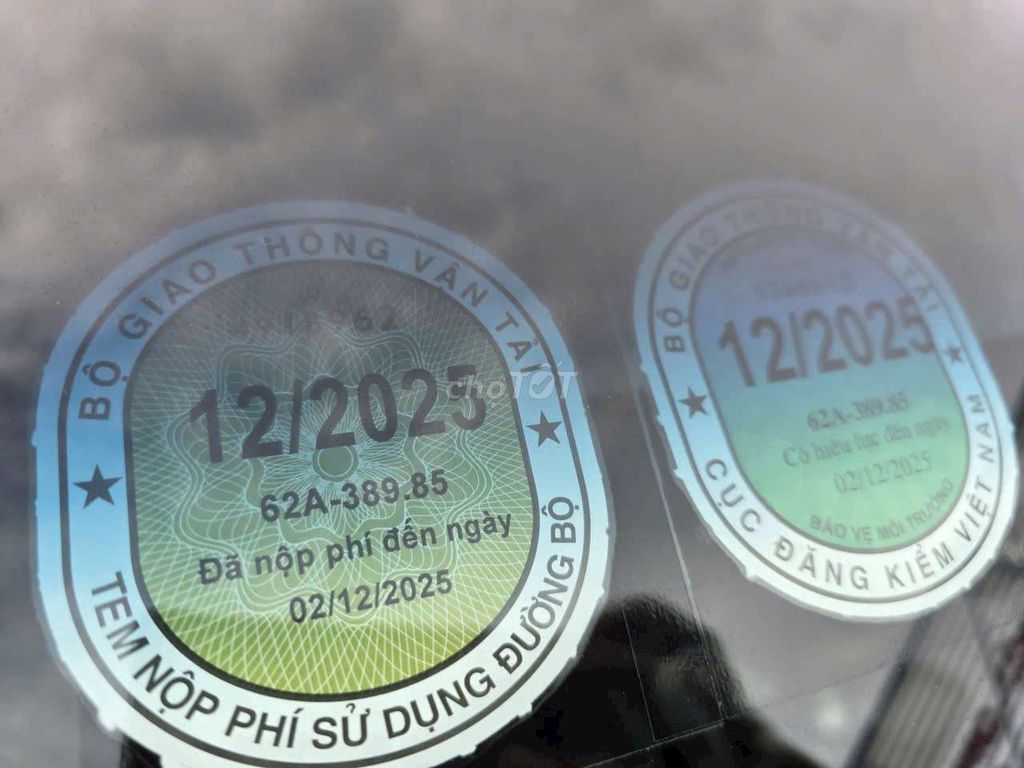 BỘ GIAO THÔNG VẬN TẢI
12/2025
62A-389.85
Đã nộp phí đến ngày
02/12/2025
TEM NỘP PHÍ SỬ DỤNG ĐƯỜNG BỘ
choTOT
BỘ GIAO THÔNG VẬN TẢI
12/2025
62A-389.85
Có hiệu lực đến ngày
02/12/2025
BẢO VỆ MÔI TRƯỜNG
CỤC ĐĂNG KIỂM VIỆT NAM